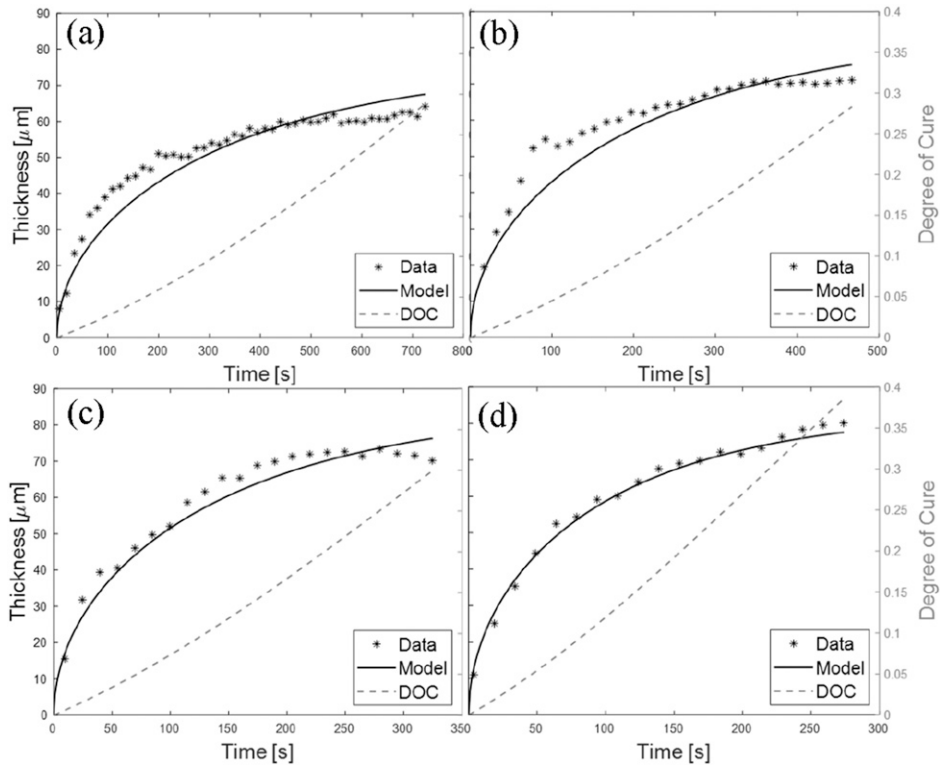 (a)
Thickness [μm]
90
80
70
60
50
40
30
20
10
0
0 100 200 300 400 500 600 700 800
Time [s]
Data
Model
DOC
(b)
0.4
0.35
0.3
0.25
0.2
0.15
0.1
0.05
0
Degree of Cure
100 200 300 400 500
Time [s]
Data
Model
DOC
(c)
Thickness [μm]
90
80
70
60
50
40
30
20
10
0
0 50 100 150 200 250 300 350
Time [s]
Data
Model
DOC
(d)
0.4
0.35
0.3
0.25
0.2
0.15
0.1
0.05
0
Degree of Cure
50 100 150 200 250 300
Time [s]
Data
Model
DOC